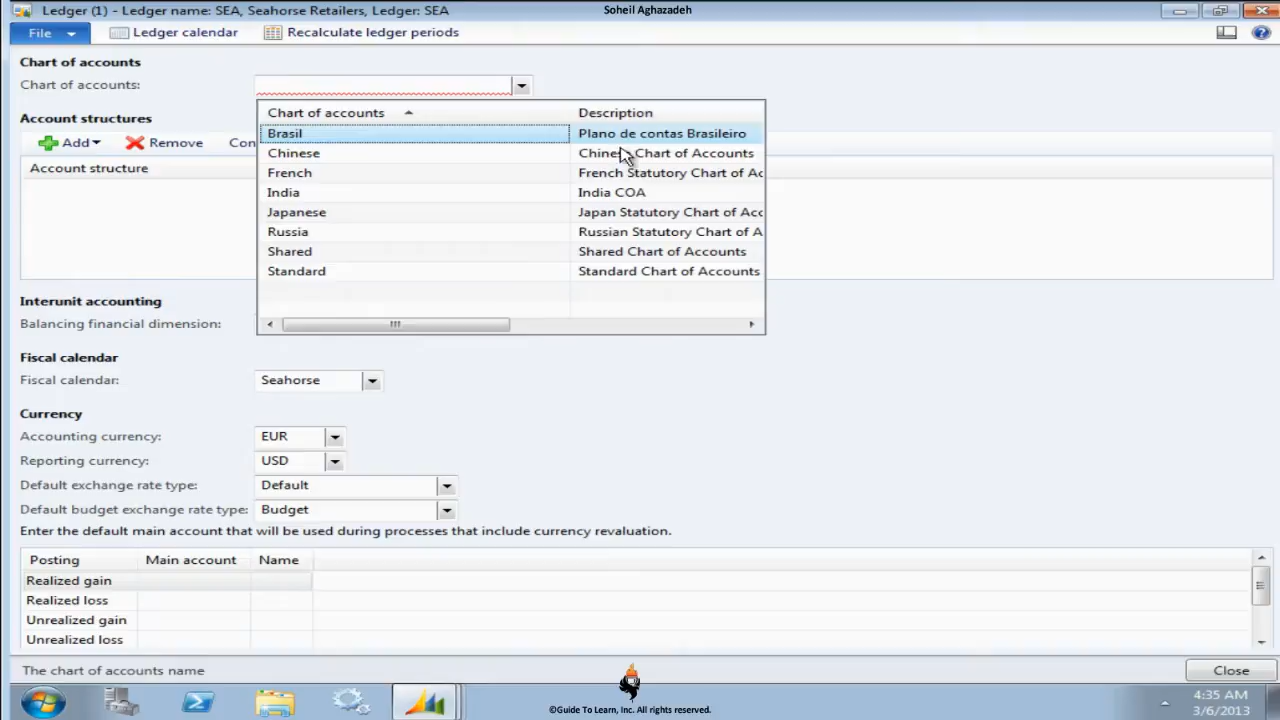 Ledger (1) - Ledger name: SEA, Seahorse Retailers, Ledger: SEA
Soheil Aghazadeh
File
Ledger calendar
Recalculate ledger periods
Chart of accounts
Chart of accounts:
Chart of accounts Description
Brasil Plano de contas Brasileiro
Chinese Chart of Accounts
French French Statutory Chart of Ac
India India COA
Japanese Japan Statutory Chart of Acc
Russia Russian Statutory Chart of A
Shared Shared Chart of Accounts
Standard Standard Chart of Accounts
Account structures
Add Remove Con
Account structure
Interunit accounting
Balancing financial dimension:
Fiscal calendar
Fiscal calendar: Seahorse
Currency
Accounting currency: EUR
Reporting currency: USD
Default exchange rate type: Default
Default budget exchange rate type: Budget
Enter the default main account that will be used during processes that include currency revaluation.
Posting Main account Name
Realized gain
Realized loss
Unrealized gain
Unrealized loss
The chart of accounts name
Close
4:35 AM
3/6/2013
©Guide To Learn, Inc. All rights reserved.